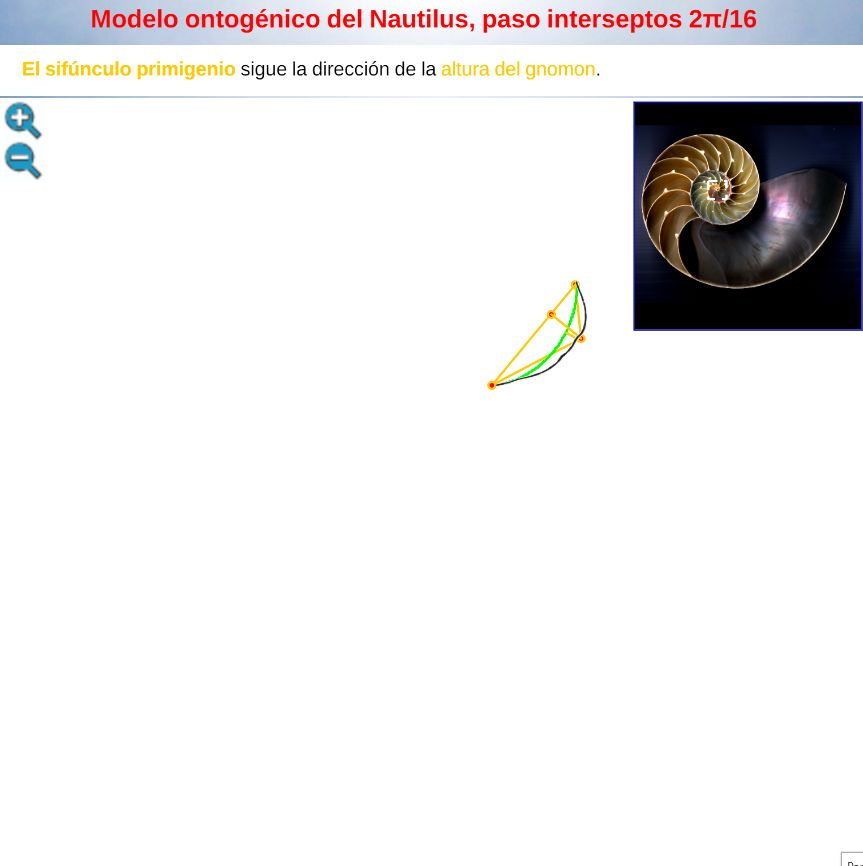 Modelo ontogénico del Nautilus, paso interseptos 2π/16
El sifúnculo primigenio sigue la dirección de la altura del gnomon.